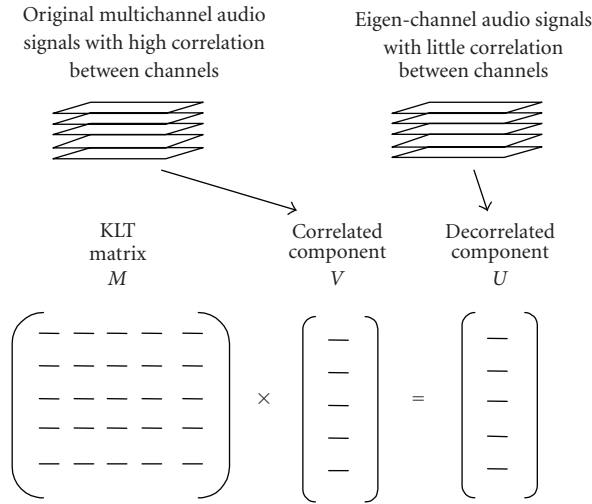 Original multichannel audio
signals with high correlation
between channels
Eigen-channel audio signals
with little correlation
between channels
KLT
matrix
M
Correlated
component
V
Decorrelated
component
U
×
=